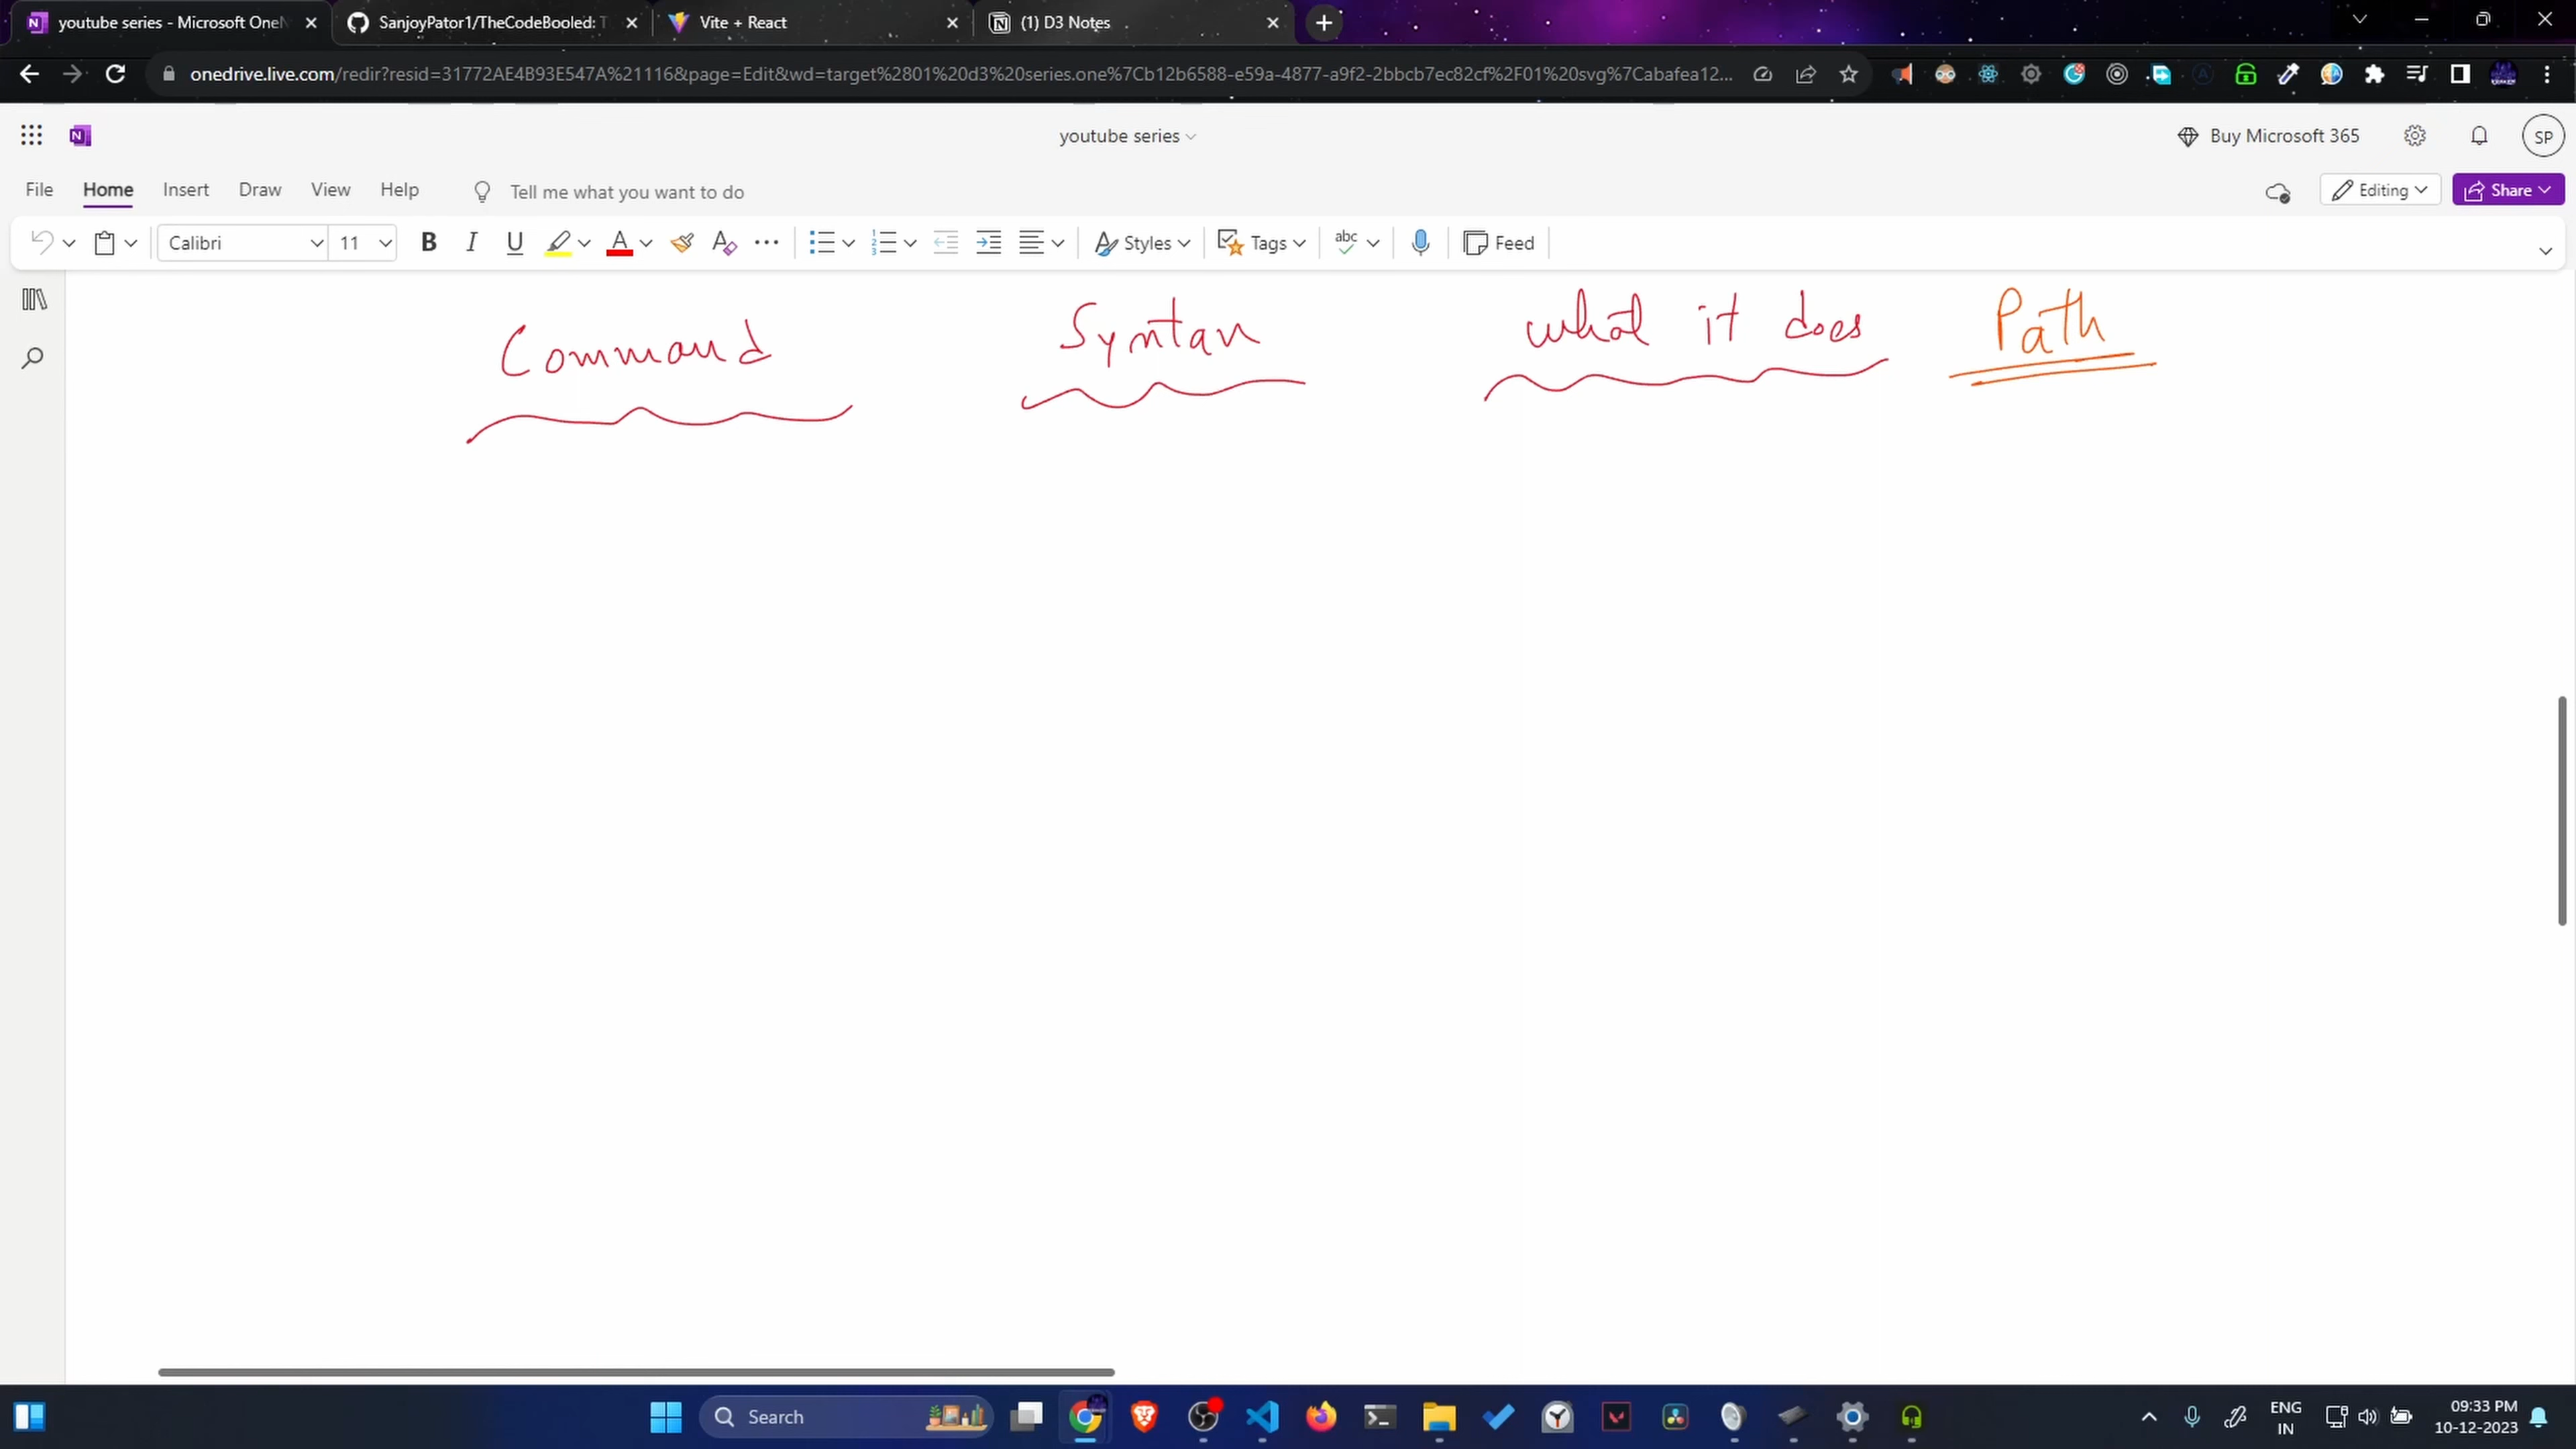 youtube series - Microsoft OneN
SanjoyPator1/TheCodeBooled: T
Vite + React
(1) D3 Notes
onedrive.live.com/redir?resid=31772AE4B93E547A%21116&page=Edit&wd=target%2801%20d3%20series.one%7Cb12b6588-e59a-4877-a9f2-2bbcb7ec82cf%2F01%20svg%7Cabafea12...
youtube series
Buy Microsoft 365
SP
File Home Insert Draw View Help Tell me what you want to do
Editing Share
Calibri 11 B I U A A Styles Tags abc Feed
Command Syntax what it does Path
Search
ENG
IN
09:33 PM
10-12-2023